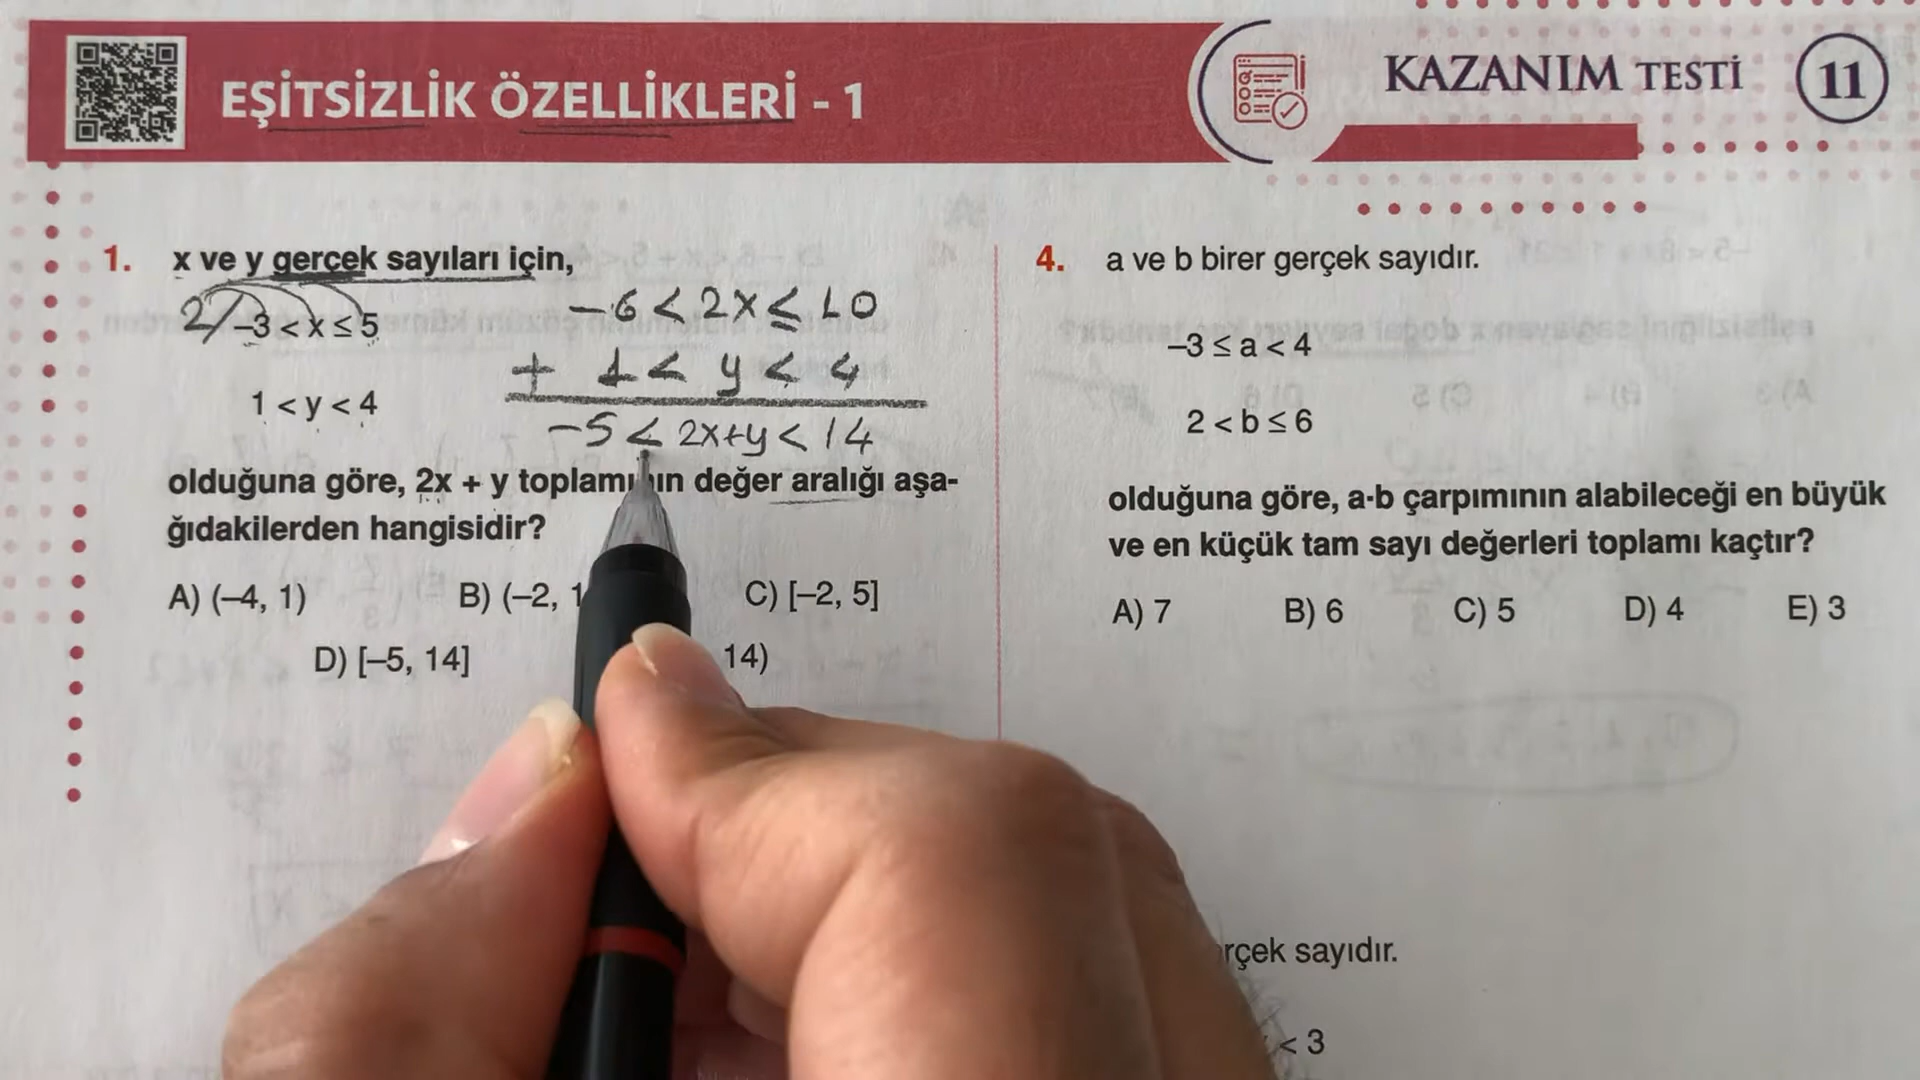 EŞİTSİZLİK ÖZELLİKLERİ - 1
KAZANIM TESTİ
11
1. x ve y gerçek sayıları için,
2/ -3 < x ≤ 5
1 < y < 4
-6 < 2x ≤ 10
+ 1 < y < 4
-5 < 2x+y < 14
olduğuna göre, 2x + y toplamının değer aralığı aşa-
ğıdakilerden hangisidir?
A) (–4, 1)
B) (–2, 1
C) [–2, 5]
D) [–5, 14]
14)
4. a ve b birer gerçek sayıdır.
–3 ≤ a < 4
2 < b ≤ 6
olduğuna göre, a·b çarpımının alabileceği en büyük
ve en küçük tam sayı değerleri toplamı kaçtır?
A) 7
B) 6
C) 5
D) 4
E) 3
sayıdır.
< 3